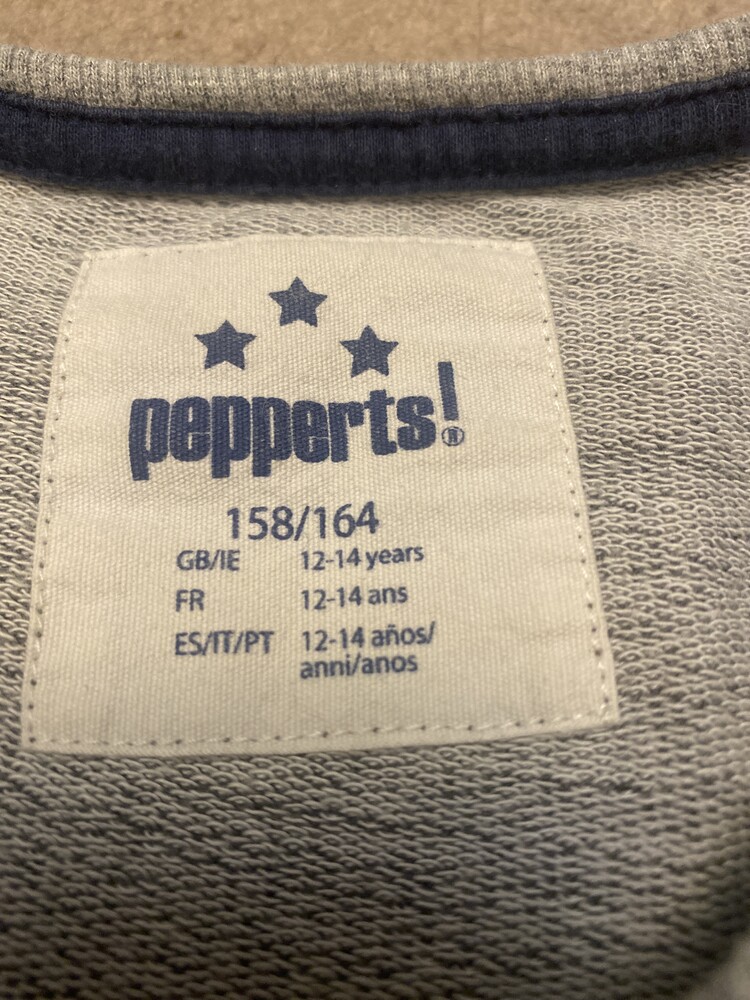 pepperts!®
158/164
GB/IE 12-14 years
FR 12-14 ans
ES/IT/PT 12-14 años/
anni/anos